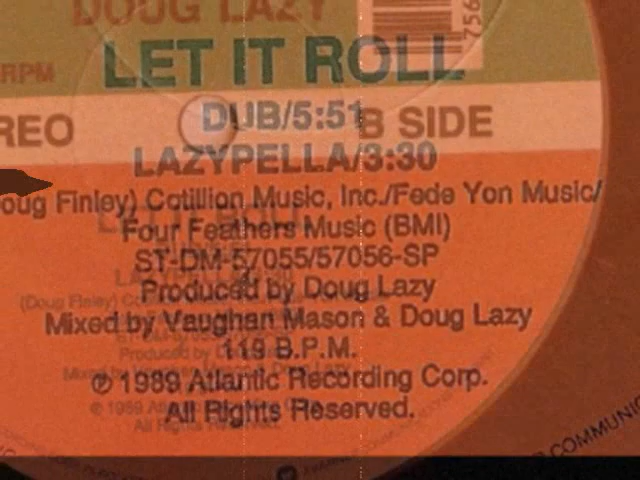 DOUG LAZY
756
RPM
LET IT ROLL
DUB/5:51
REO
B SIDE
LAZYPELLA/3:30
oug Finley) Cotillion Music, Inc./Fede Yon Music/
Four Feathers Music (BMI)
ST-DM-57055/57056-SP
Produced by Doug Lazy
Mixed by Vaughan Mason & Doug Lazy
119 B.P.M.
℗ 1989 Atlantic Recording Corp.
All Rights Reserved.
COMMUNIC